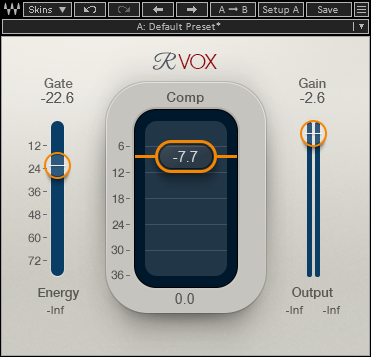 Skins A → B Setup A Save
A: Default Preset*
R VOX
Gate Comp Gain
-22.6 -2.6
12
24
36
48
60
72
6
12
18
24
30
36
-7.7
Energy Output
-Inf 0.0 -Inf -Inf